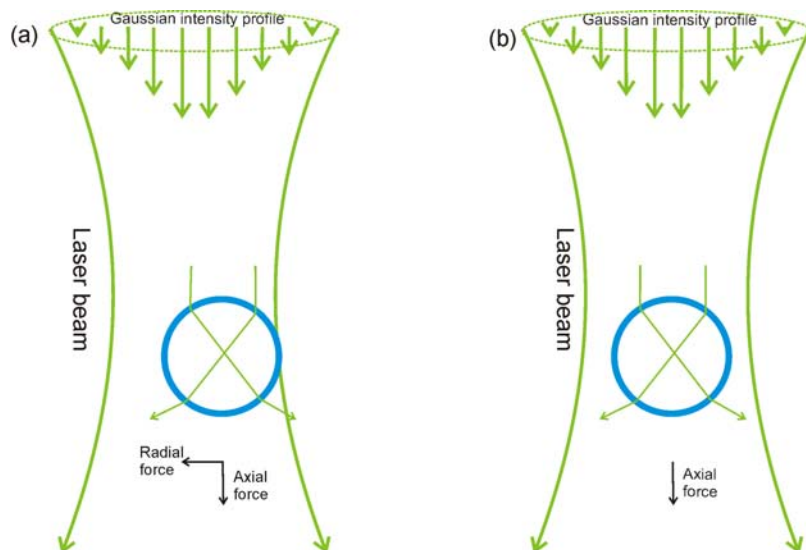 (a)
Gaussian intensity profile
Laser beam
Radial
force
Axial
force
(b)
Gaussian intensity profile
Laser beam
Axial
force